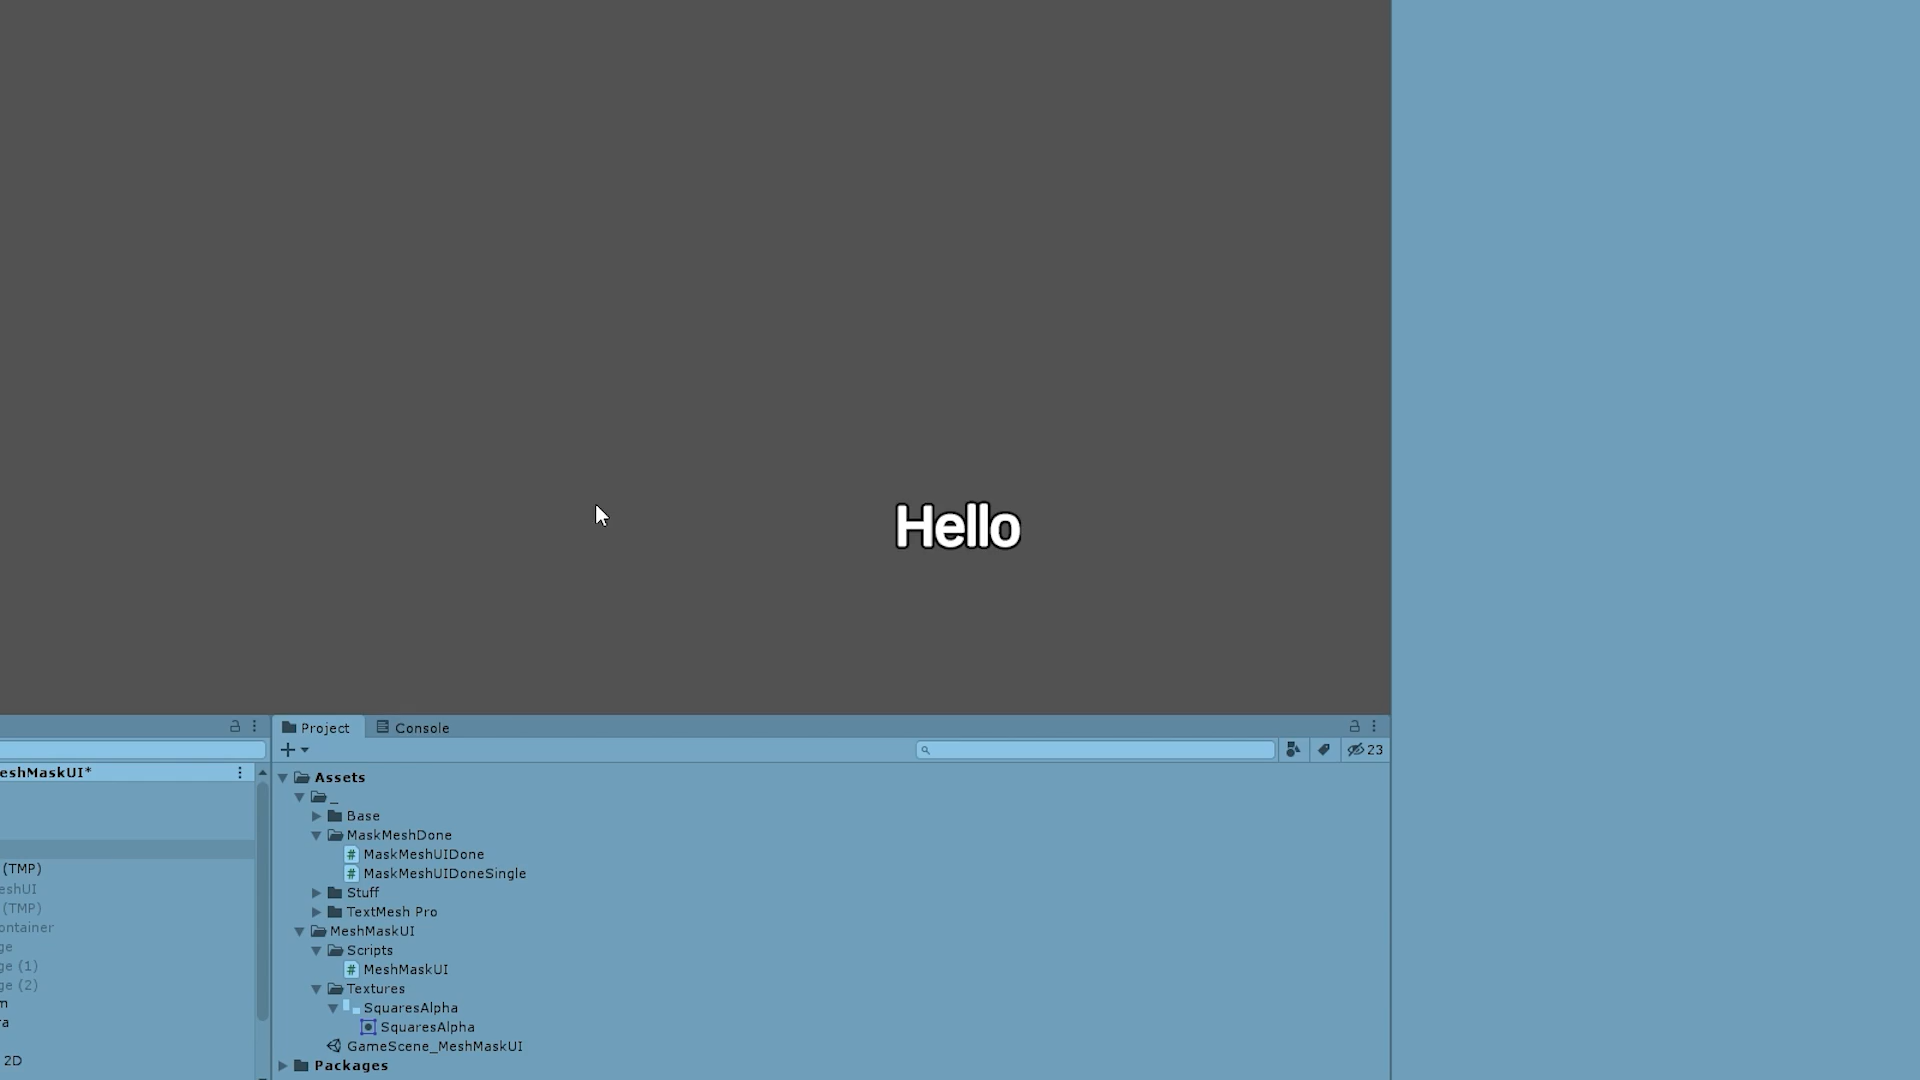 Hello
Project
Console
23
eshMaskUI*
(TMP)
eshUI
(TMP)
ontainer
ge
ge (1)
ge (2)
m
ra
2D
Assets
_
Base
MaskMeshDone
MaskMeshUIDone
MaskMeshUIDoneSingle
Stuff
TextMesh Pro
MeshMaskUI
Scripts
MeshMaskUI
Textures
SquaresAlpha
SquaresAlpha
GameScene_MeshMaskUI
Packages